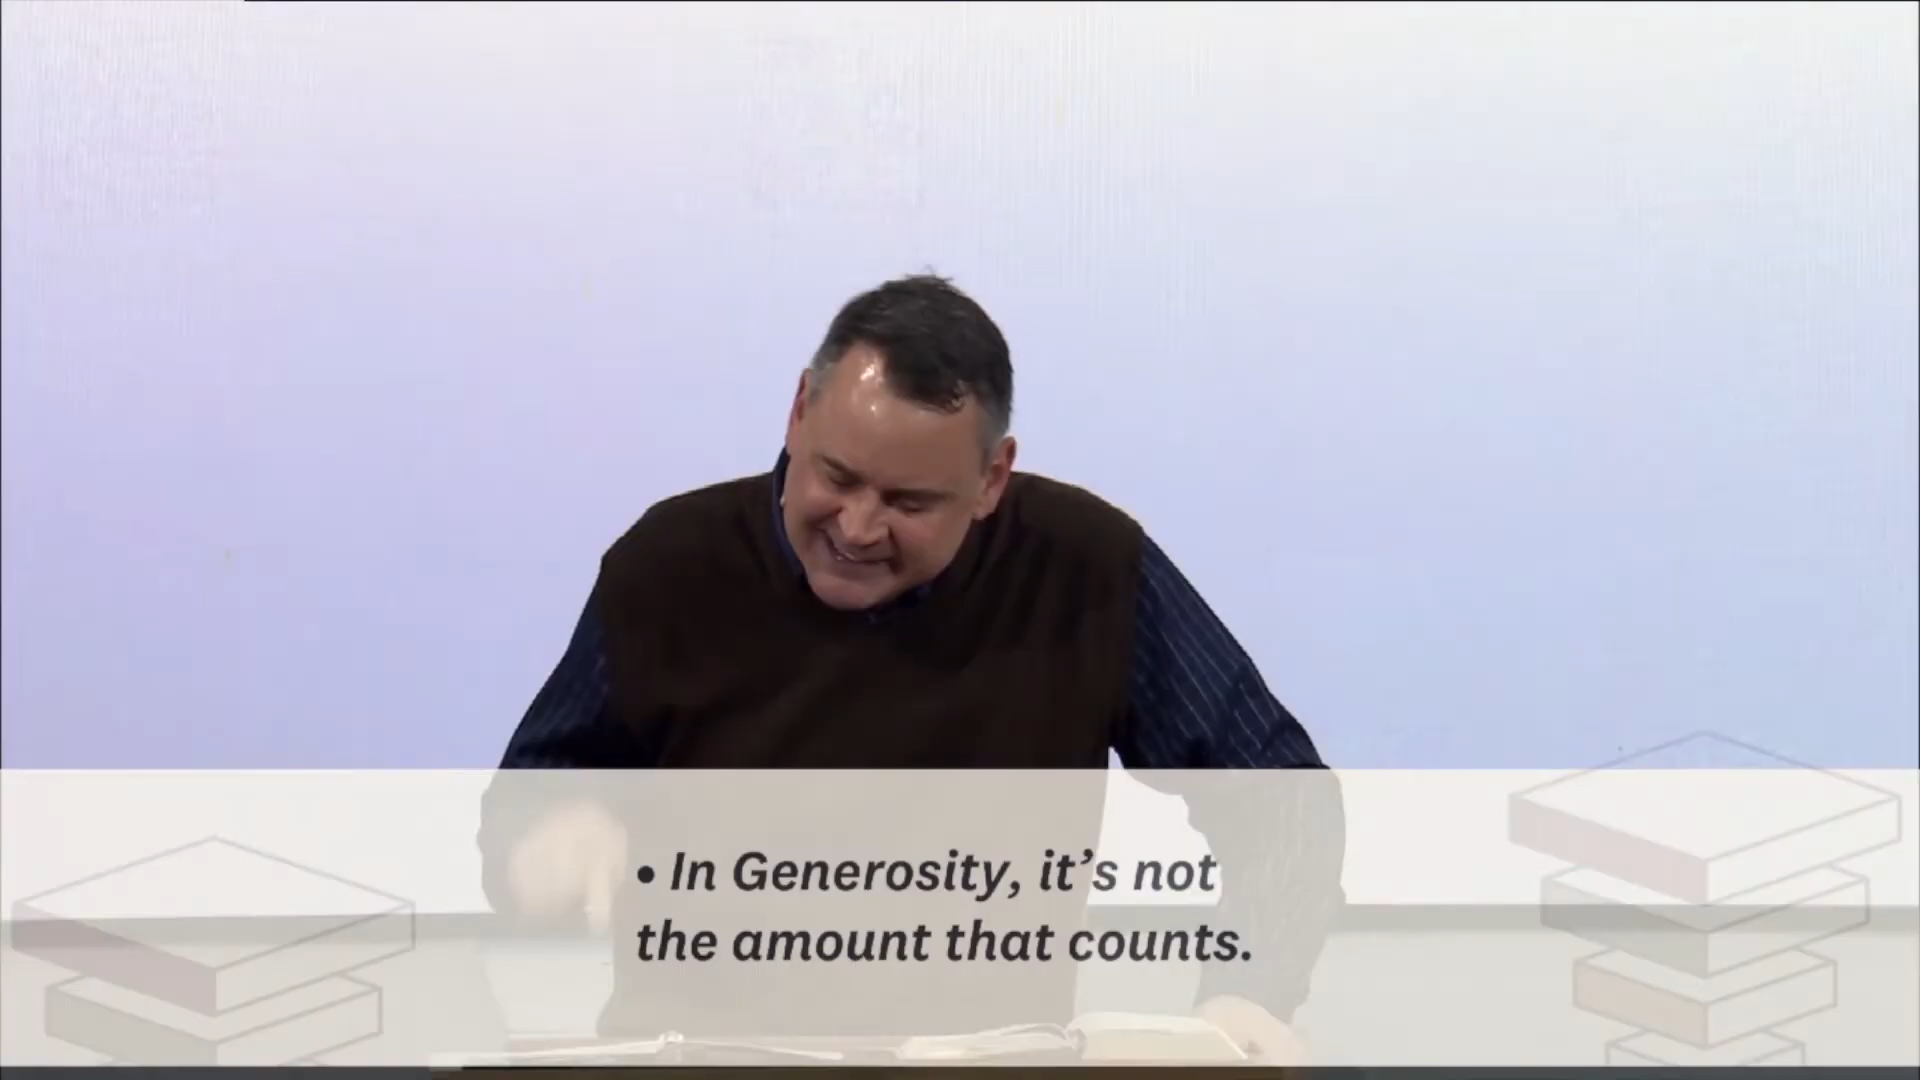 • In Generosity, it’s not
the amount that counts.